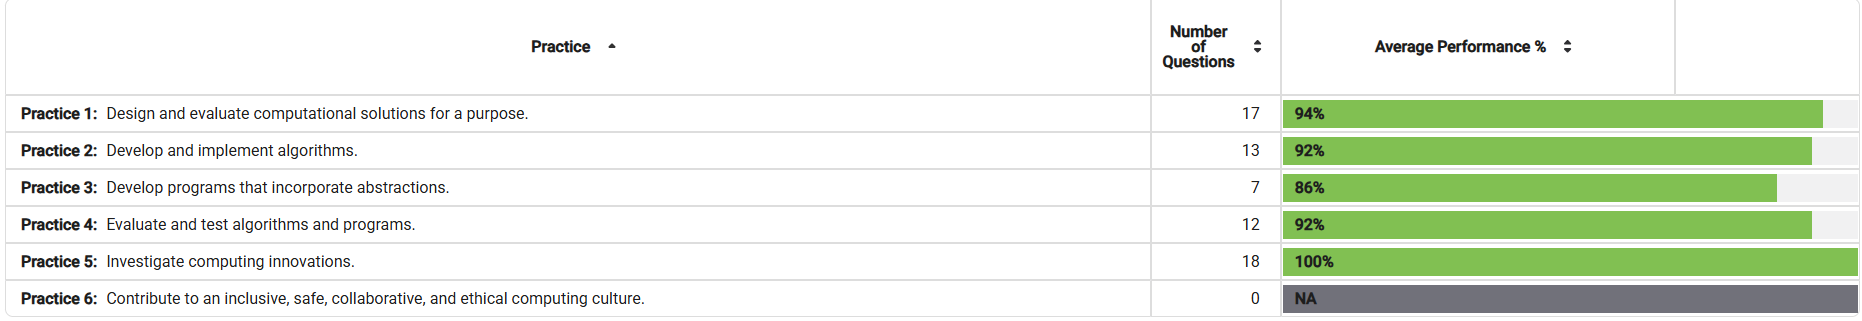 Practice
Number
of
Questions
Average Performance %
Practice 1: Design and evaluate computational solutions for a purpose. 17 94%
Practice 2: Develop and implement algorithms. 13 92%
Practice 3: Develop programs that incorporate abstractions. 7 86%
Practice 4: Evaluate and test algorithms and programs. 12 92%
Practice 5: Investigate computing innovations. 18 100%
Practice 6: Contribute to an inclusive, safe, collaborative, and ethical computing culture. 0 NA